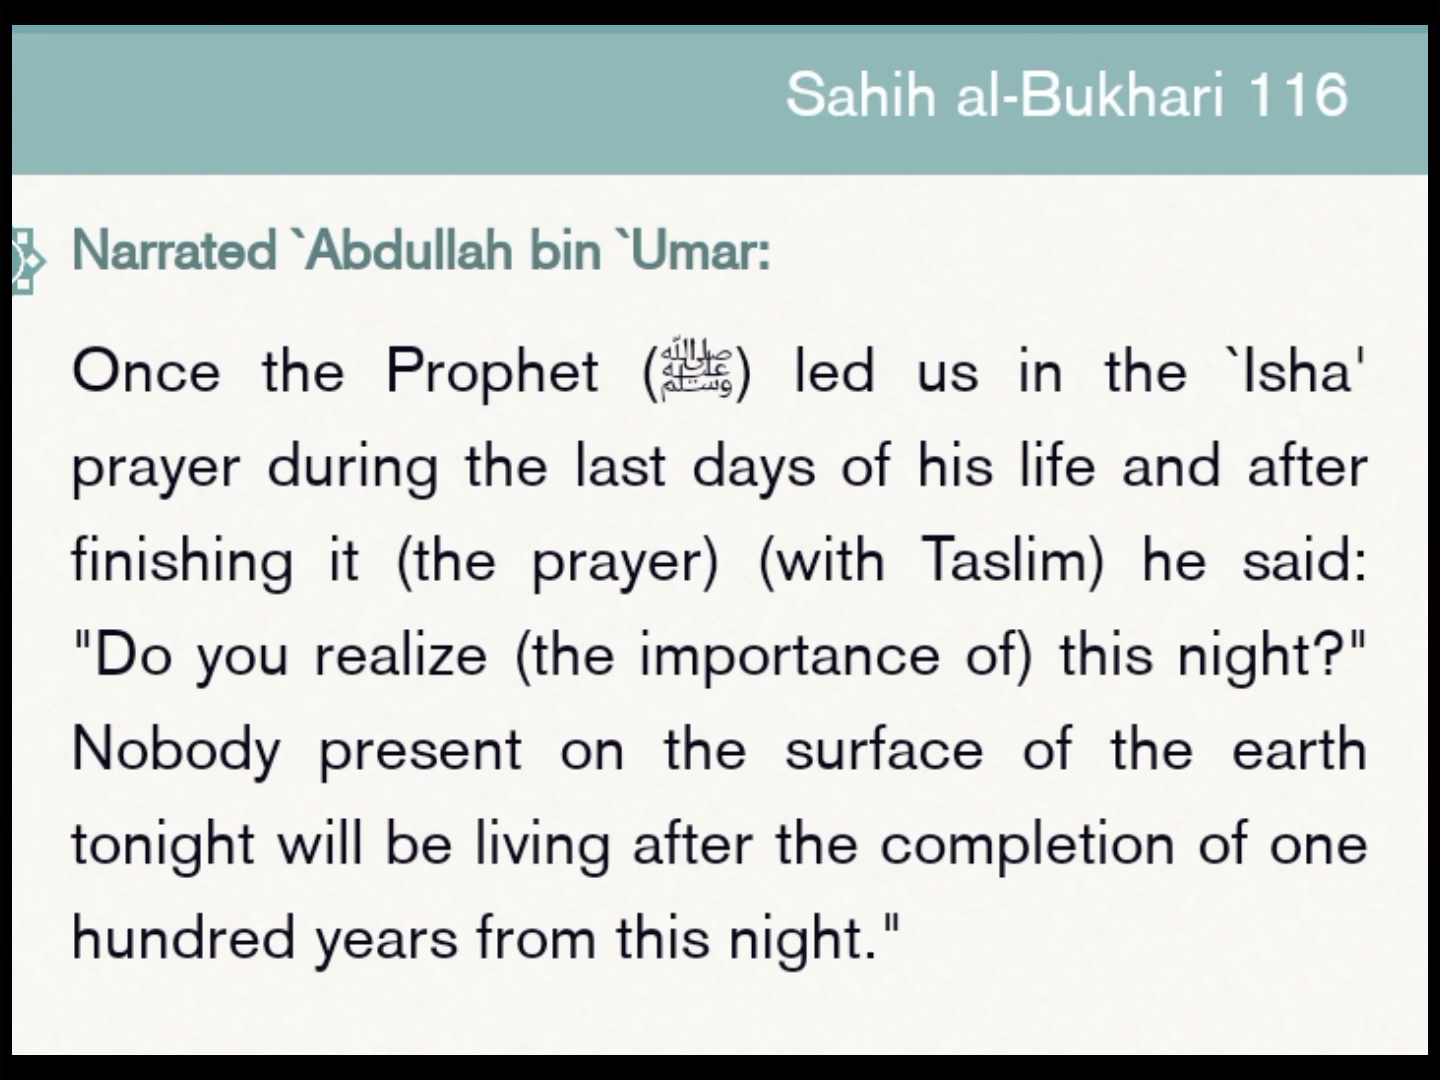 Sahih al-Bukhari 116
Narrated `Abdullah bin `Umar:
Once the Prophet (ﷺ) led us in the `Isha'
prayer during the last days of his life and after
finishing it (the prayer) (with Taslim) he said:
"Do you realize (the importance of) this night?"
Nobody present on the surface of the earth
tonight will be living after the completion of one
hundred years from this night."